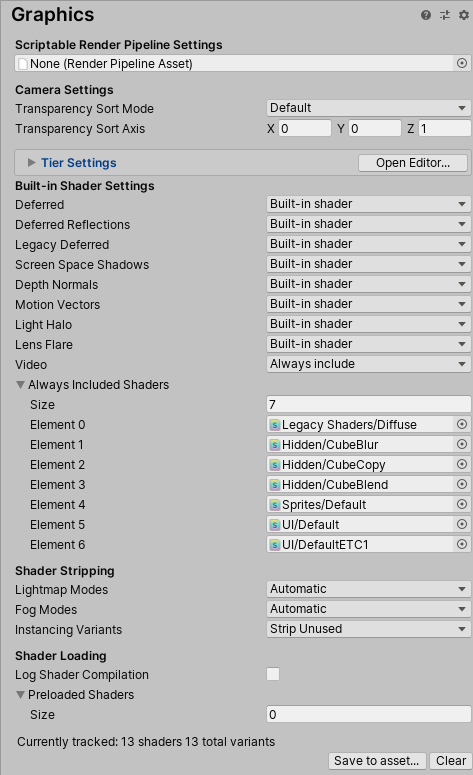 Graphics
Scriptable Render Pipeline Settings
None (Render Pipeline Asset)
Camera Settings
Transparency Sort Mode Default
Transparency Sort Axis X 0 Y 0 Z 1
Tier Settings Open Editor...
Built-in Shader Settings
Deferred Built-in shader
Deferred Reflections Built-in shader
Legacy Deferred Built-in shader
Screen Space Shadows Built-in shader
Depth Normals Built-in shader
Motion Vectors Built-in shader
Light Halo Built-in shader
Lens Flare Built-in shader
Video Always include
Always Included Shaders
Size 7
Element 0 Legacy Shaders/Diffuse
Element 1 Hidden/CubeBlur
Element 2 Hidden/CubeCopy
Element 3 Hidden/CubeBlend
Element 4 Sprites/Default
Element 5 UI/Default
Element 6 UI/DefaultETC1
Shader Stripping
Lightmap Modes Automatic
Fog Modes Automatic
Instancing Variants Strip Unused
Shader Loading
Log Shader Compilation
Preloaded Shaders
Size 0
Currently tracked: 13 shaders 13 total variants
Save to asset... Clear